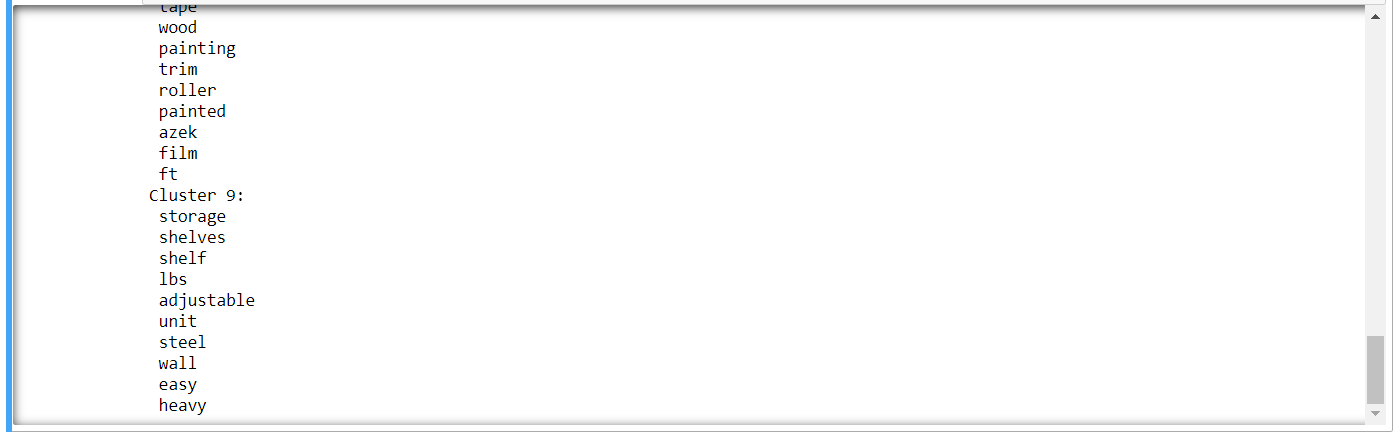 tape
wood
painting
trim
roller
painted
azek
film
ft
Cluster 9:
storage
shelves
shelf
lbs
adjustable
unit
steel
wall
easy
heavy